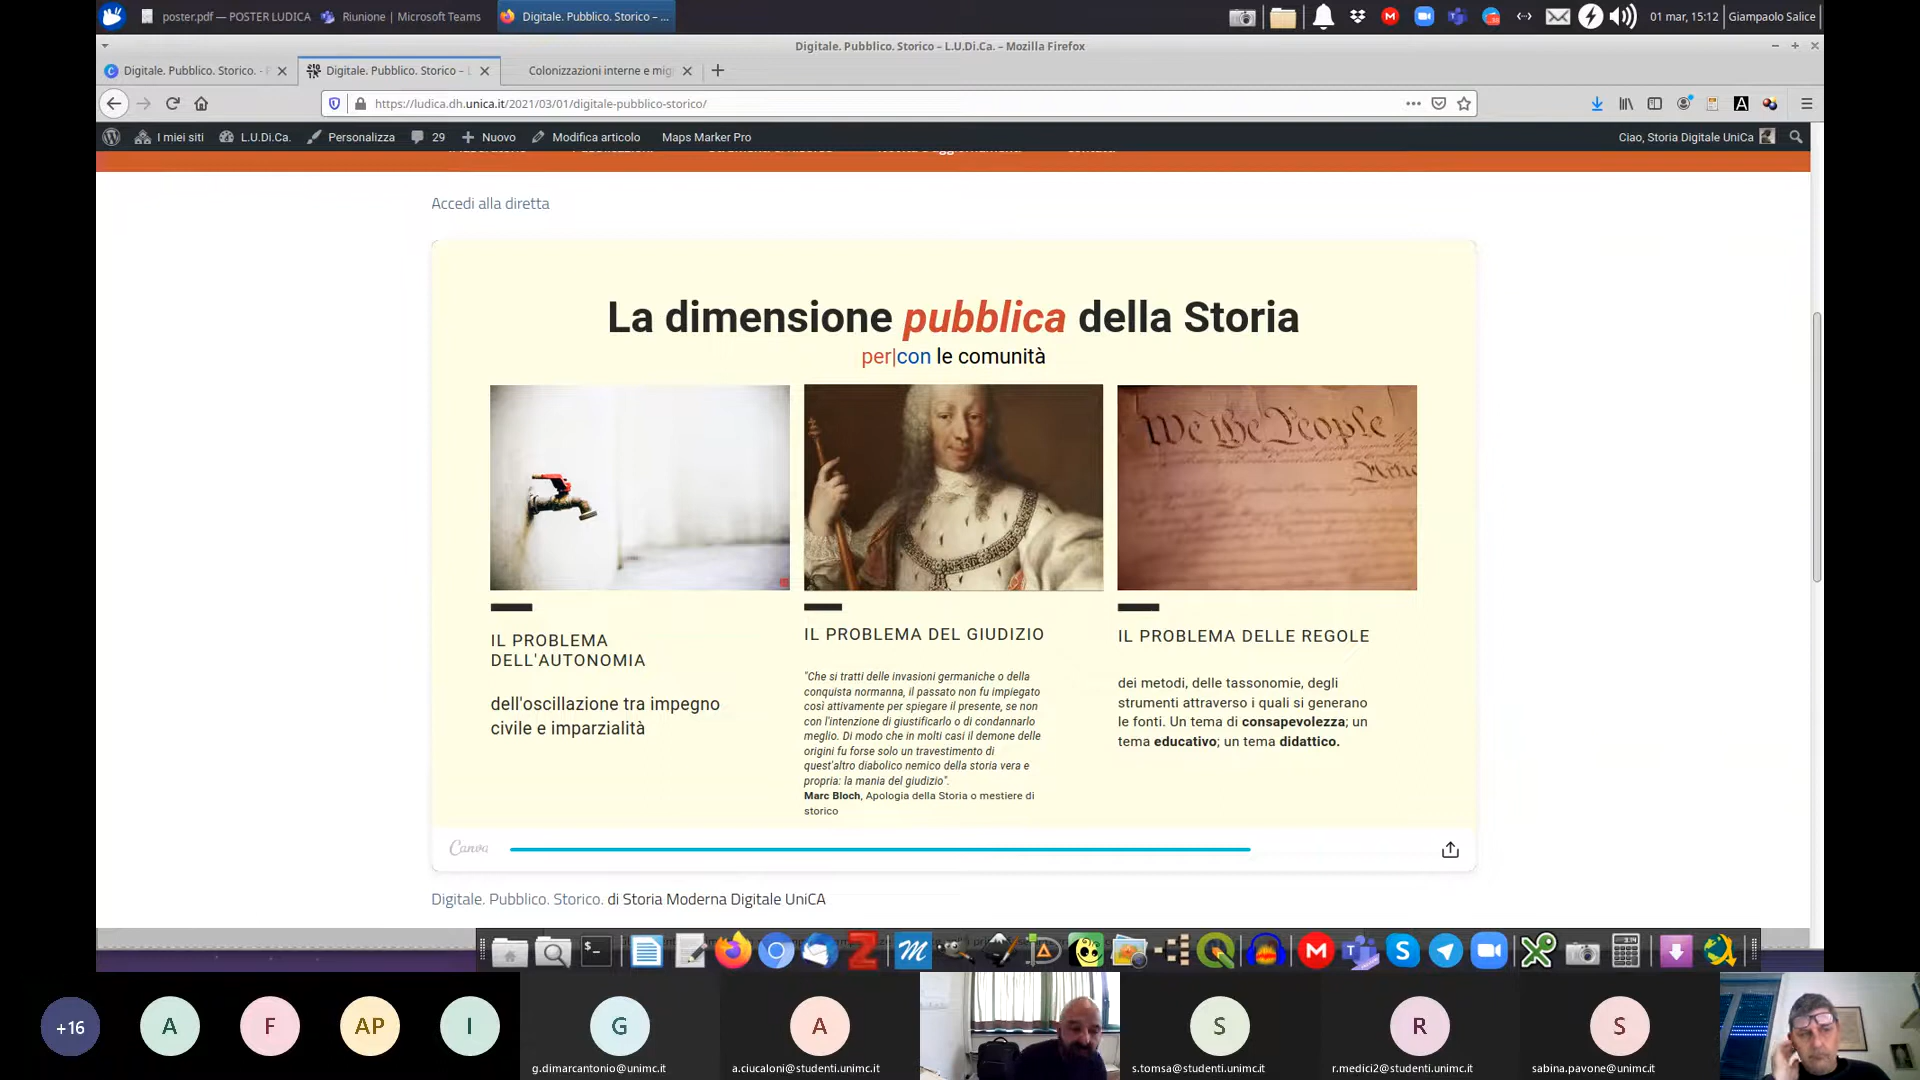 poster.pdf — POSTER LUDICA
Riunione | Microsoft Teams
Digitale. Pubblico. Storico – ...
01 mar, 15:12
Giampaolo Salice
Digitale. Pubblico. Storico – L.U.Di.Ca. – Mozilla Firefox
Digitale. Pubblico. Storico. -
Digitale. Pubblico. Storico – L
Colonizzazioni interne e mig
https://ludica.dh.unica.it/2021/03/01/digitale-pubblico-storico/
I miei siti
L.U.Di.Ca.
Personalizza
29
Nuovo
Modifica articolo
Maps Marker Pro
Ciao, Storia Digitale UniCa
Accedi alla diretta
La dimensione pubblica della Storia
per|con le comunità
We the People
IL PROBLEMA
DELL'AUTONOMIA
dell'oscillazione tra impegno
civile e imparzialità
IL PROBLEMA DEL GIUDIZIO
"Che si tratti delle invasioni germaniche o della
conquista normanna, il passato non fu impiegato
così attivamente per spiegare il presente, se non
con l'intenzione di giustificarlo o di condannarlo
meglio. Di modo che in molti casi il demone delle
origini fu forse solo un travestimento di
quest'altro diabolico nemico della storia vera e
propria: la mania del giudizio".
Marc Bloch, Apologia della Storia o mestiere di
storico
IL PROBLEMA DELLE REGOLE
dei metodi, delle tassonomie, degli
strumenti attraverso i quali si generano
le fonti. Un tema di consapevolezza; un
tema educativo; un tema didattico.
Canva
Digitale. Pubblico. Storico. di Storia Moderna Digitale UniCA
+16
A
F
AP
I
G
g.dimarcantonio@unimc.it
A
a.ciucaloni@studenti.unimc.it
S
s.tomsa@studenti.unimc.it
R
r.medici2@studenti.unimc.it
S
sabina.pavone@unimc.it